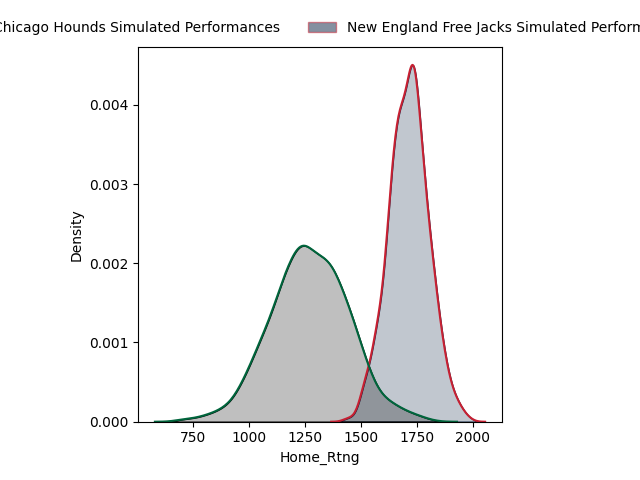 Chicago Hounds Simulated Performances New England Free Jacks Simulated Perform
0.004
0.003
0.002
0.001
0.000
Density
750 1000 1250 1500 1750 2000
Home_Rtng